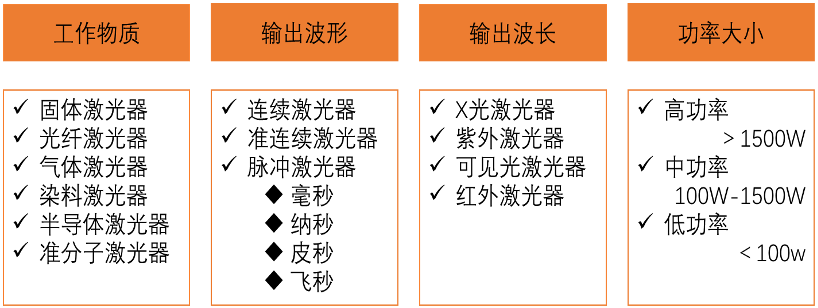 工作物质
✓ 固体激光器
✓ 光纤激光器
✓ 气体激光器
✓ 染料激光器
✓ 半导体激光器
✓ 准分子激光器
输出波形
✓ 连续激光器
✓ 准连续激光器
✓ 脉冲激光器
◆ 毫秒
◆ 纳秒
◆ 皮秒
◆ 飞秒
输出波长
✓ X光激光器
✓ 紫外激光器
✓ 可见光激光器
✓ 红外激光器
功率大小
✓ 高功率
> 1500W
✓ 中功率
100W-1500W
✓ 低功率
< 100w